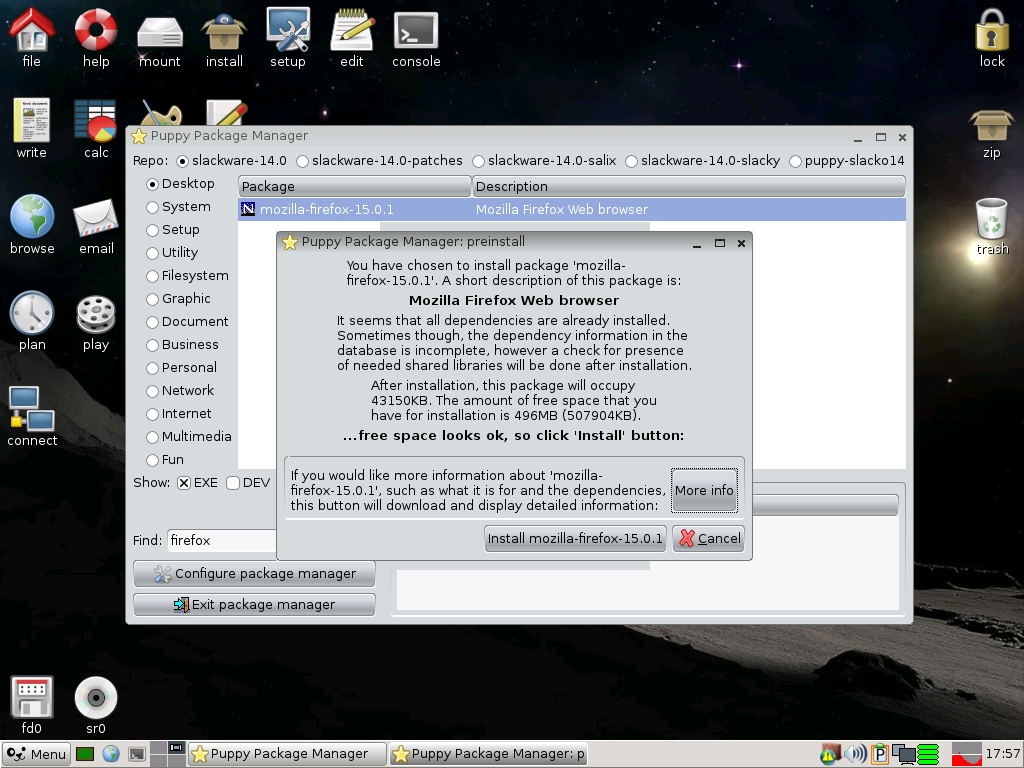 file
help
mount
install
setup
edit
console
lock
write
calc
zip
browse
email
trash
plan
play
connect
fd0
sr0
Puppy Package Manager
Repo: slackware-14.0 slackware-14.0-patches slackware-14.0-salix slackware-14.0-slacky puppy-slacko14
Desktop
System
Setup
Utility
Filesystem
Graphic
Document
Business
Personal
Network
Internet
Multimedia
Fun
Show: EXE DEV
Find: firefox
Configure package manager
Exit package manager
Package Description
mozilla-firefox-15.0.1 Mozilla Firefox Web browser
Puppy Package Manager: preinstall
You have chosen to install package 'mozilla-
firefox-15.0.1'. A short description of this package is:
Mozilla Firefox Web browser
It seems that all dependencies are already installed.
Sometimes though, the dependency information in the
database is incomplete, however a check for presence
of needed shared libraries will be done after installation.
After installation, this package will occupy
43150KB. The amount of free space that you
have for installation is 496MB (507904KB).
...free space looks ok, so click 'Install' button:
If you would like more information about 'mozilla-
firefox-15.0.1', such as what it is for and the dependencies,
this button will download and display detailed information:
More info
Install mozilla-firefox-15.0.1
Cancel
Menu
Puppy Package Manager
Puppy Package Manager: p
17:57